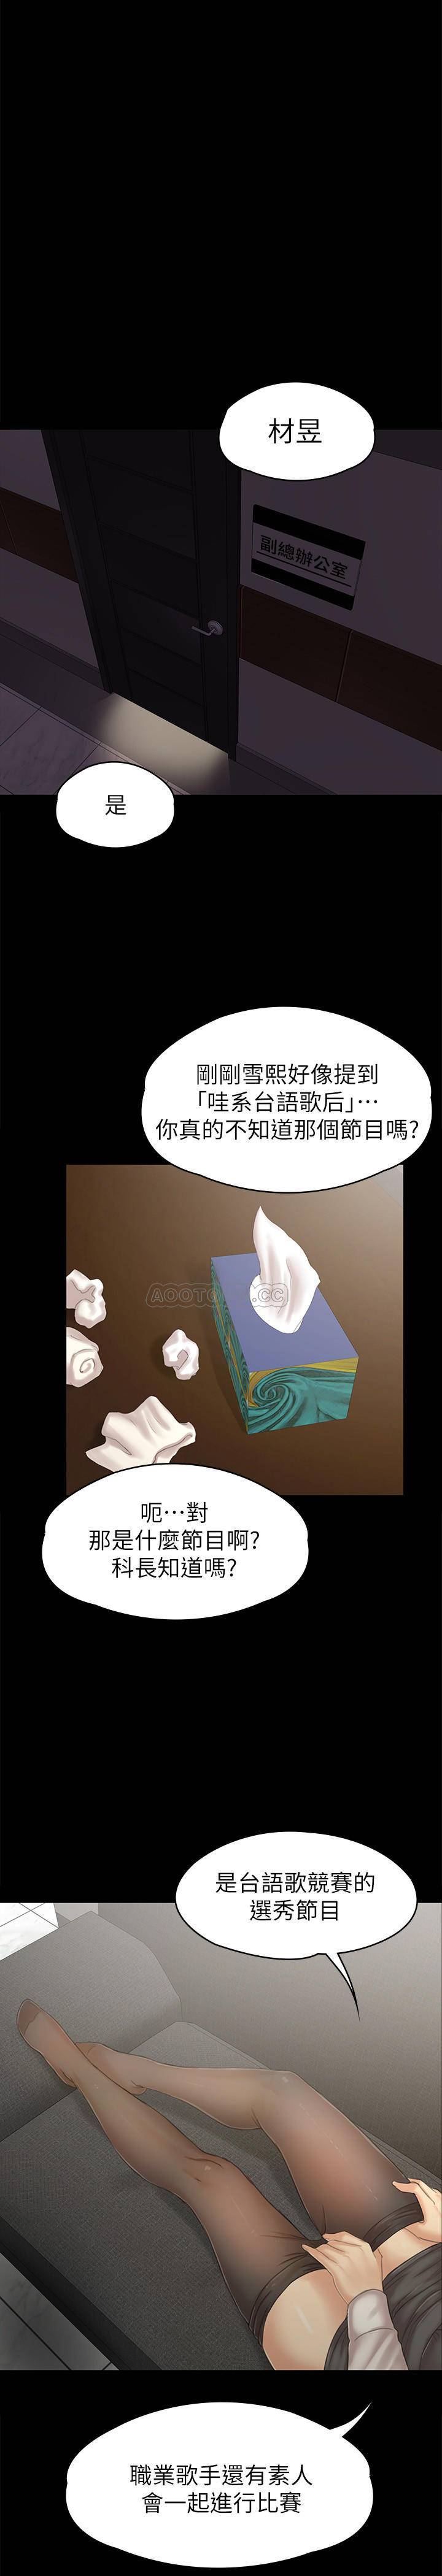 材昱
副總辦公室
是
剛剛雪熙好像提到
「哇系台語歌后」…
你真的不知道那個節目嗎?
AOOTO.CC
呃…對
那是什麼節目啊?
科長知道嗎?
是台語歌競賽的
選秀節目
職業歌手還有素人
會一起進行比賽